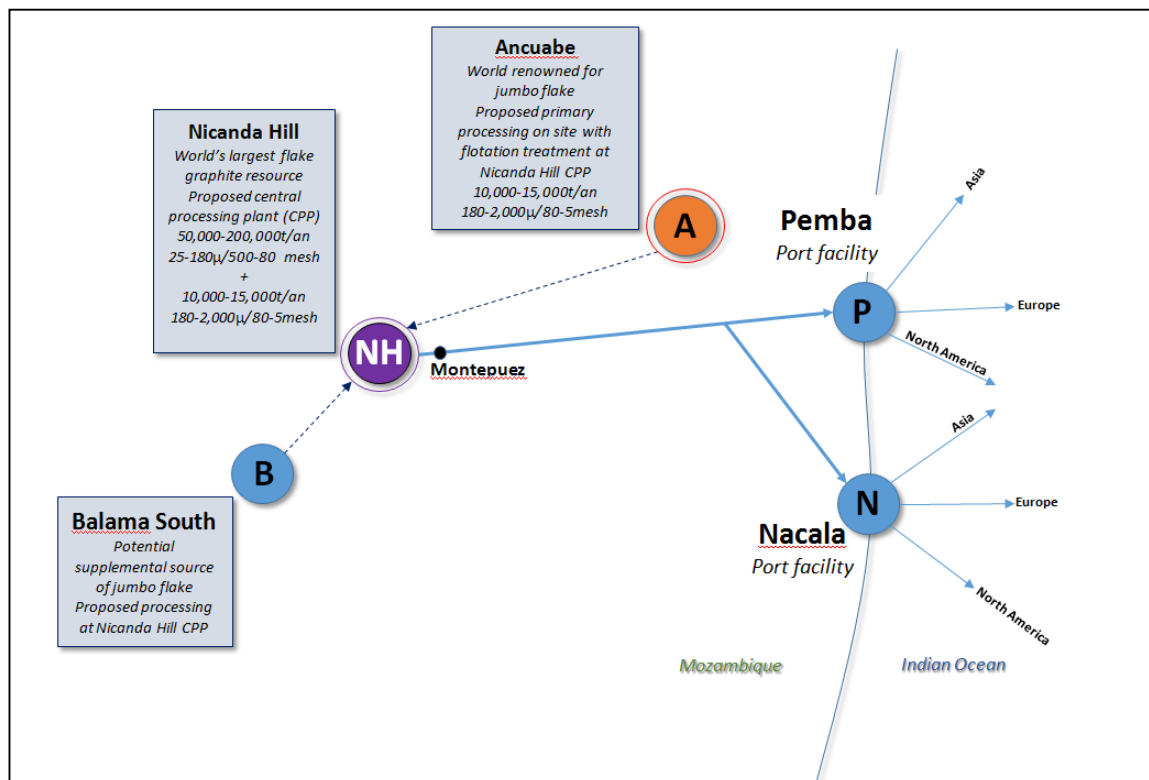 Ancuabe
World renowned for
jumbo flake
Proposed primary
processing on site with
flotation treatment at
Nicanda Hill CPP
10,000-15,000t/an
180-2,000µ/80-5mesh
Nicanda Hill
World's largest flake
graphite resource
Proposed central
processing plant (CPP)
50,000-200,000t/an
25-180µ/500-80 mesh
+
10,000-15,000t/an
180-2,000µ/80-5mesh
A
Pemba
Port facility
P
Asia
Europe
North America
NH
Montepuez
B
Balama South
Potential
supplemental source
of jumbo flake
Proposed processing
at Nicanda Hill CPP
N
Nacala
Port facility
Asia
Europe
North America
Mozambique
Indian Ocean